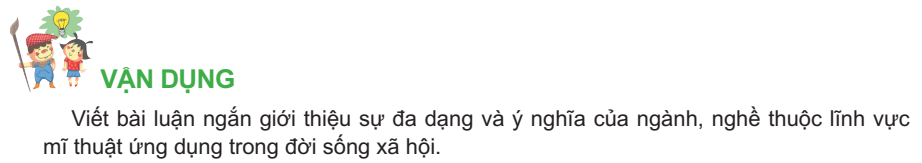 VẬN DỤNG
Viết bài luận ngắn giới thiệu sự đa dạng và ý nghĩa của ngành, nghề thuộc lĩnh vực
mĩ thuật ứng dụng trong đời sống xã hội.